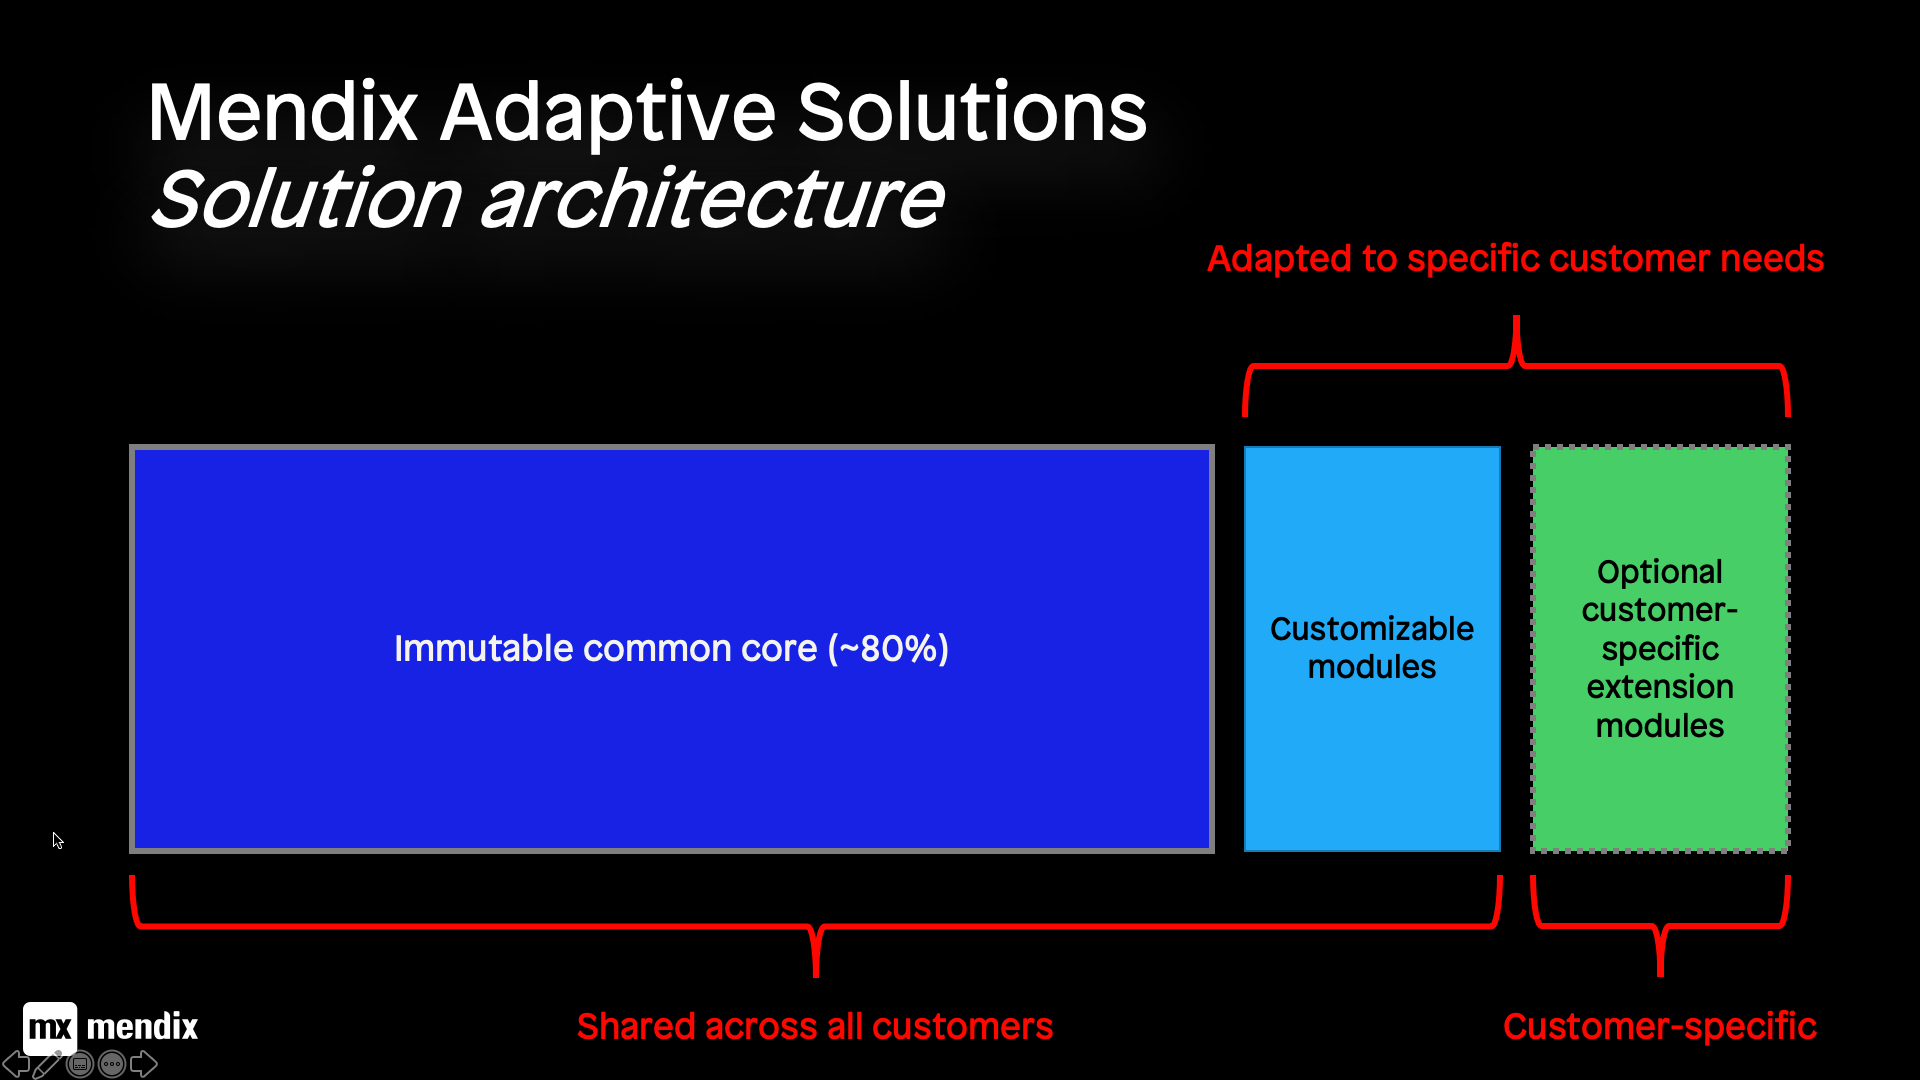 Mendix Adaptive Solutions
Solution architecture
Adapted to specific customer needs
Immutable common core (~80%)
Customizable
modules
Optional
customer-
specific
extension
modules
Shared across all customers
Customer-specific
mx mendix